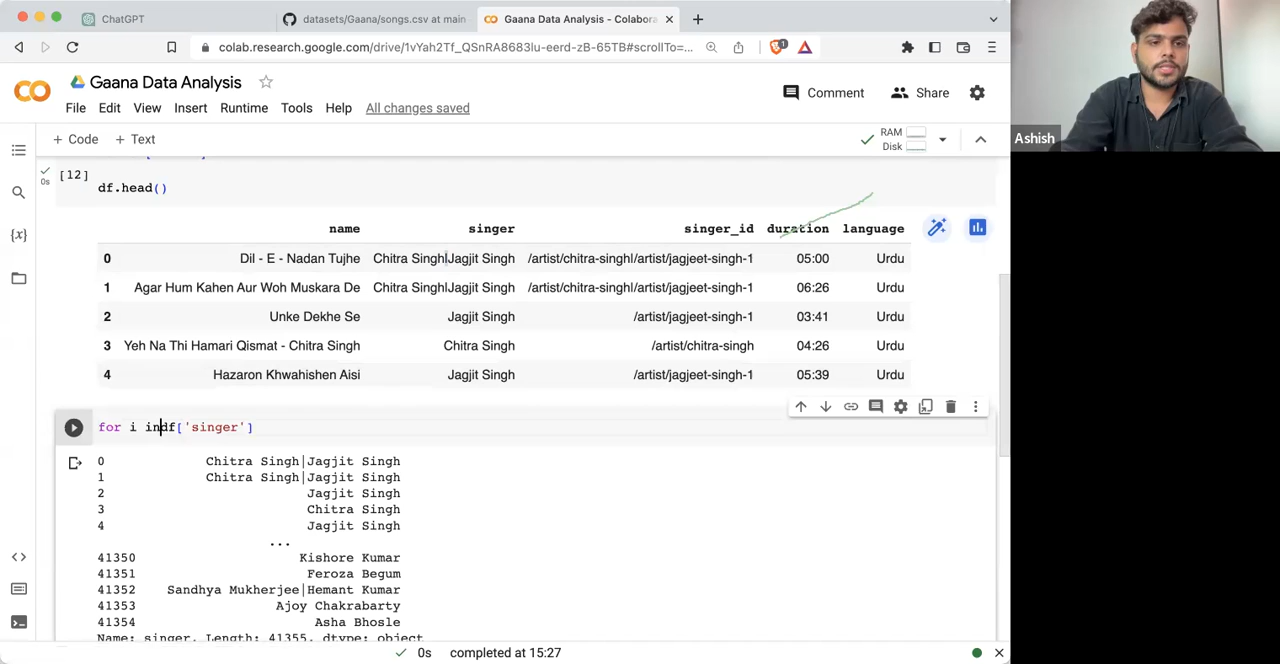 ChatGPT
datasets/Gaana/songs.csv at main
Gaana Data Analysis - Colabora
colab.research.google.com/drive/1vYah2Tf_QSnRA8683lu-eerd-zB-65TB#scrollTo=...
1
Gaana Data Analysis
File Edit View Insert Runtime Tools Help All changes saved
Comment
Share
Ashish
+ Code + Text
RAM
Disk
[12]
0s
df.head()
name singer singer_id duration language
0 Dil - E - Nadan Tujhe Chitra Singh|Jagjit Singh /artist/chitra-singh|/artist/jagjeet-singh-1 05:00 Urdu
1 Agar Hum Kahen Aur Woh Muskara De Chitra Singh|Jagjit Singh /artist/chitra-singh|/artist/jagjeet-singh-1 06:26 Urdu
2 Unke Dekhe Se Jagjit Singh /artist/jagjeet-singh-1 03:41 Urdu
3 Yeh Na Thi Hamari Qismat - Chitra Singh Chitra Singh /artist/chitra-singh 04:26 Urdu
4 Hazaron Khwahishen Aisi Jagjit Singh /artist/jagjeet-singh-1 05:39 Urdu
for i indf['singer']
0 Chitra Singh|Jagjit Singh
1 Chitra Singh|Jagjit Singh
2 Jagjit Singh
3 Chitra Singh
4 Jagjit Singh
...
41350 Kishore Kumar
41351 Feroza Begum
41352 Sandhya Mukherjee|Hemant Kumar
41353 Ajoy Chakrabarty
41354 Asha Bhosle
Name: singer, Length: 41355, dtype: object
0s completed at 15:27